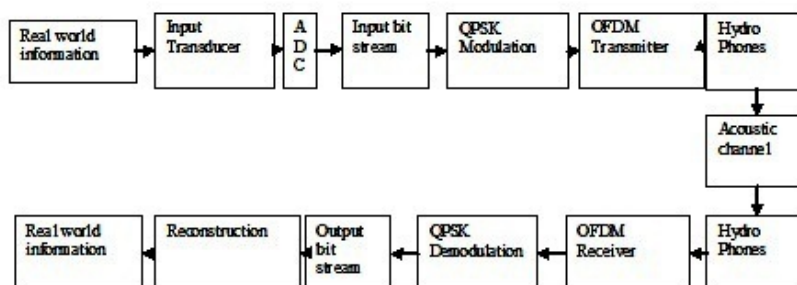 Real world
information
Input
Transducer
A
D
C
Input bit
stream
QPSK
Modulation
OFDM
Transmitter
Hydro
Phones
Acoustic
channel
Real world
information
Reconstruction
Output
bit
stream
QPSK
Demodulation
OFDM
Receiver
Hydro
Phones